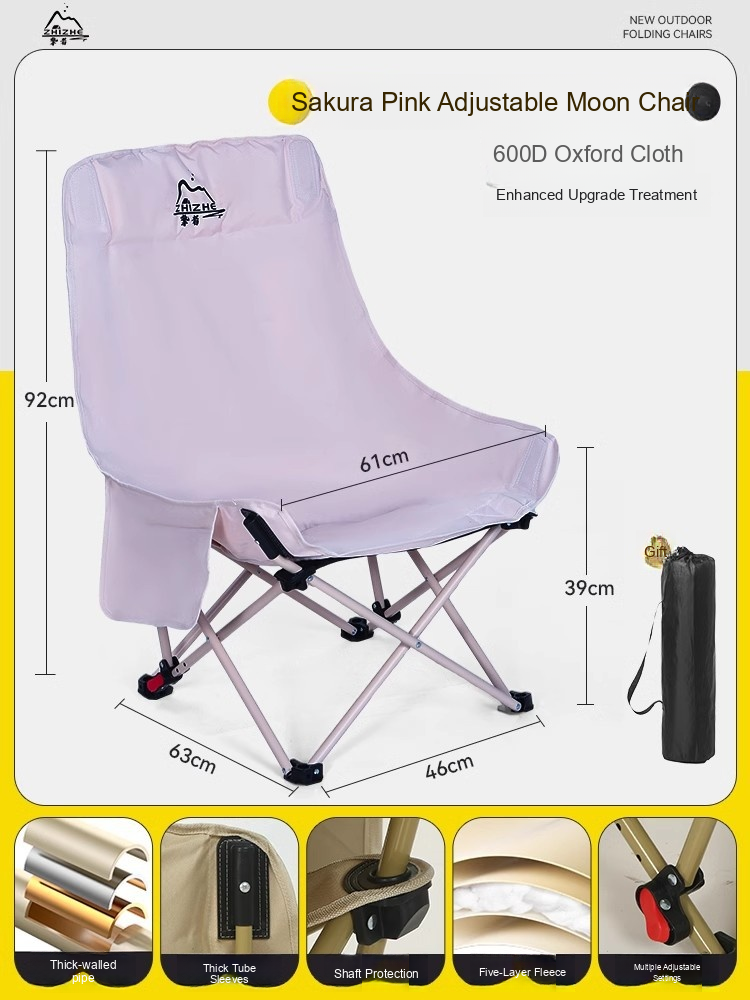 ZHIZHE
NEW OUTDOOR
FOLDING CHAIRS
Sakura Pink Adjustable Moon Chair
600D Oxford Cloth
Enhanced Upgrade Treatment
ZHIZHE
92cm
61cm
39cm
Gift
63cm
46cm
Thick-walled
pipe
Thick Tube
Sleeves
Shaft Protection
Five-Layer Fleece
Multiple Adjustable
Settings